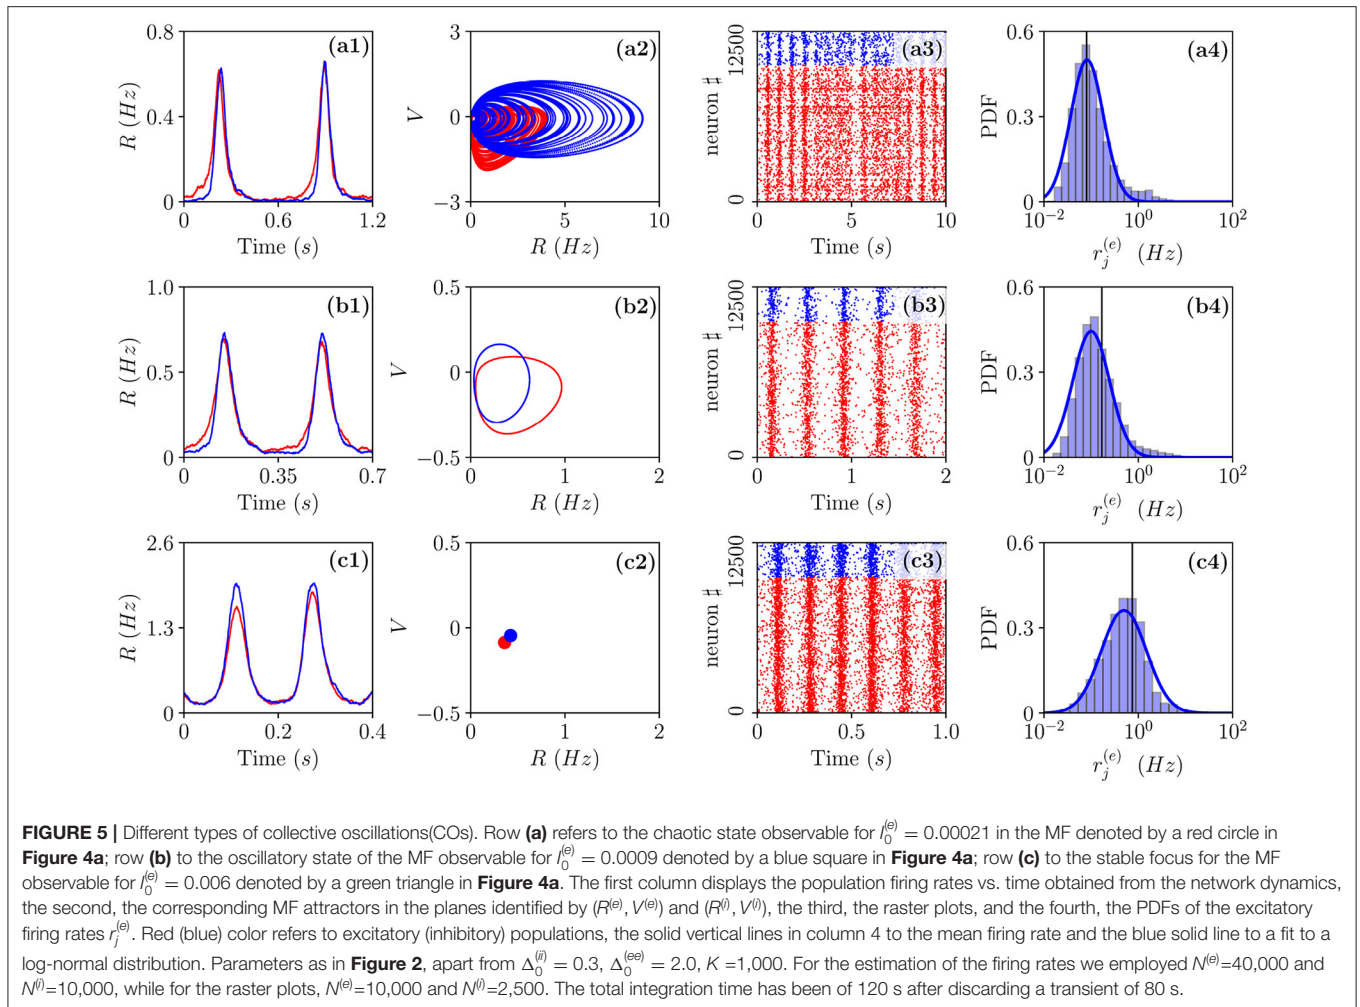 0.8
(a1)
R (Hz)
0.4
0
0
0.6
1.2
Time (s)
3
(a2)
V
0
−3
0
5
10
R (Hz)
12500
(a3)
neuron ♯
0
0
5
10
Time (s)
0.6
(a4)
PDF
0.3
0
10⁻²
10⁰
10²
r_j^(e) (Hz)
1.0
(b1)
R (Hz)
0.5
0
0
0.35
0.7
Time (s)
0.5
(b2)
V
0
−0.5
0
1
2
R (Hz)
12500
(b3)
neuron ♯
0
0
1
2
Time (s)
0.6
(b4)
PDF
0.3
0
10⁻²
10⁰
10²
r_j^(e) (Hz)
2.6
(c1)
R (Hz)
1.3
0
0
0.2
0.4
Time (s)
0.5
(c2)
V
0
−0.5
0
1
2
R (Hz)
12500
(c3)
neuron ♯
0
0
0.5
1.0
Time (s)
0.6
(c4)
PDF
0.3
0
10⁻²
10⁰
10²
r_j^(e) (Hz)
FIGURE 5 | Different types of collective oscillations(COs). Row (a) refers to the chaotic state observable for I_0^(e) = 0.00021 in the MF denoted by a red circle in
Figure 4a; row (b) to the oscillatory state of the MF observable for I_0^(e) = 0.0009 denoted by a blue square in Figure 4a; row (c) to the stable focus for the MF
observable for I_0^(e) = 0.006 denoted by a green triangle in Figure 4a. The first column displays the population firing rates vs. time obtained from the network dynamics,
the second, the corresponding MF attractors in the planes identified by (R^(e), V^(e)) and (R^(i), V^(i)), the third, the raster plots, and the fourth, the PDFs of the excitatory
firing rates r_j^(e). Red (blue) color refers to excitatory (inhibitory) populations, the solid vertical lines in column 4 to the mean firing rate and the blue solid line to a fit to a
log-normal distribution. Parameters as in Figure 2, apart from Δ_0^(ii) = 0.3, Δ_0^(ee) = 2.0, K =1,000. For the estimation of the firing rates we employed N^(e)=40,000 and
N^(i)=10,000, while for the raster plots, N^(e)=10,000 and N^(i)=2,500. The total integration time has been of 120 s after discarding a transient of 80 s.